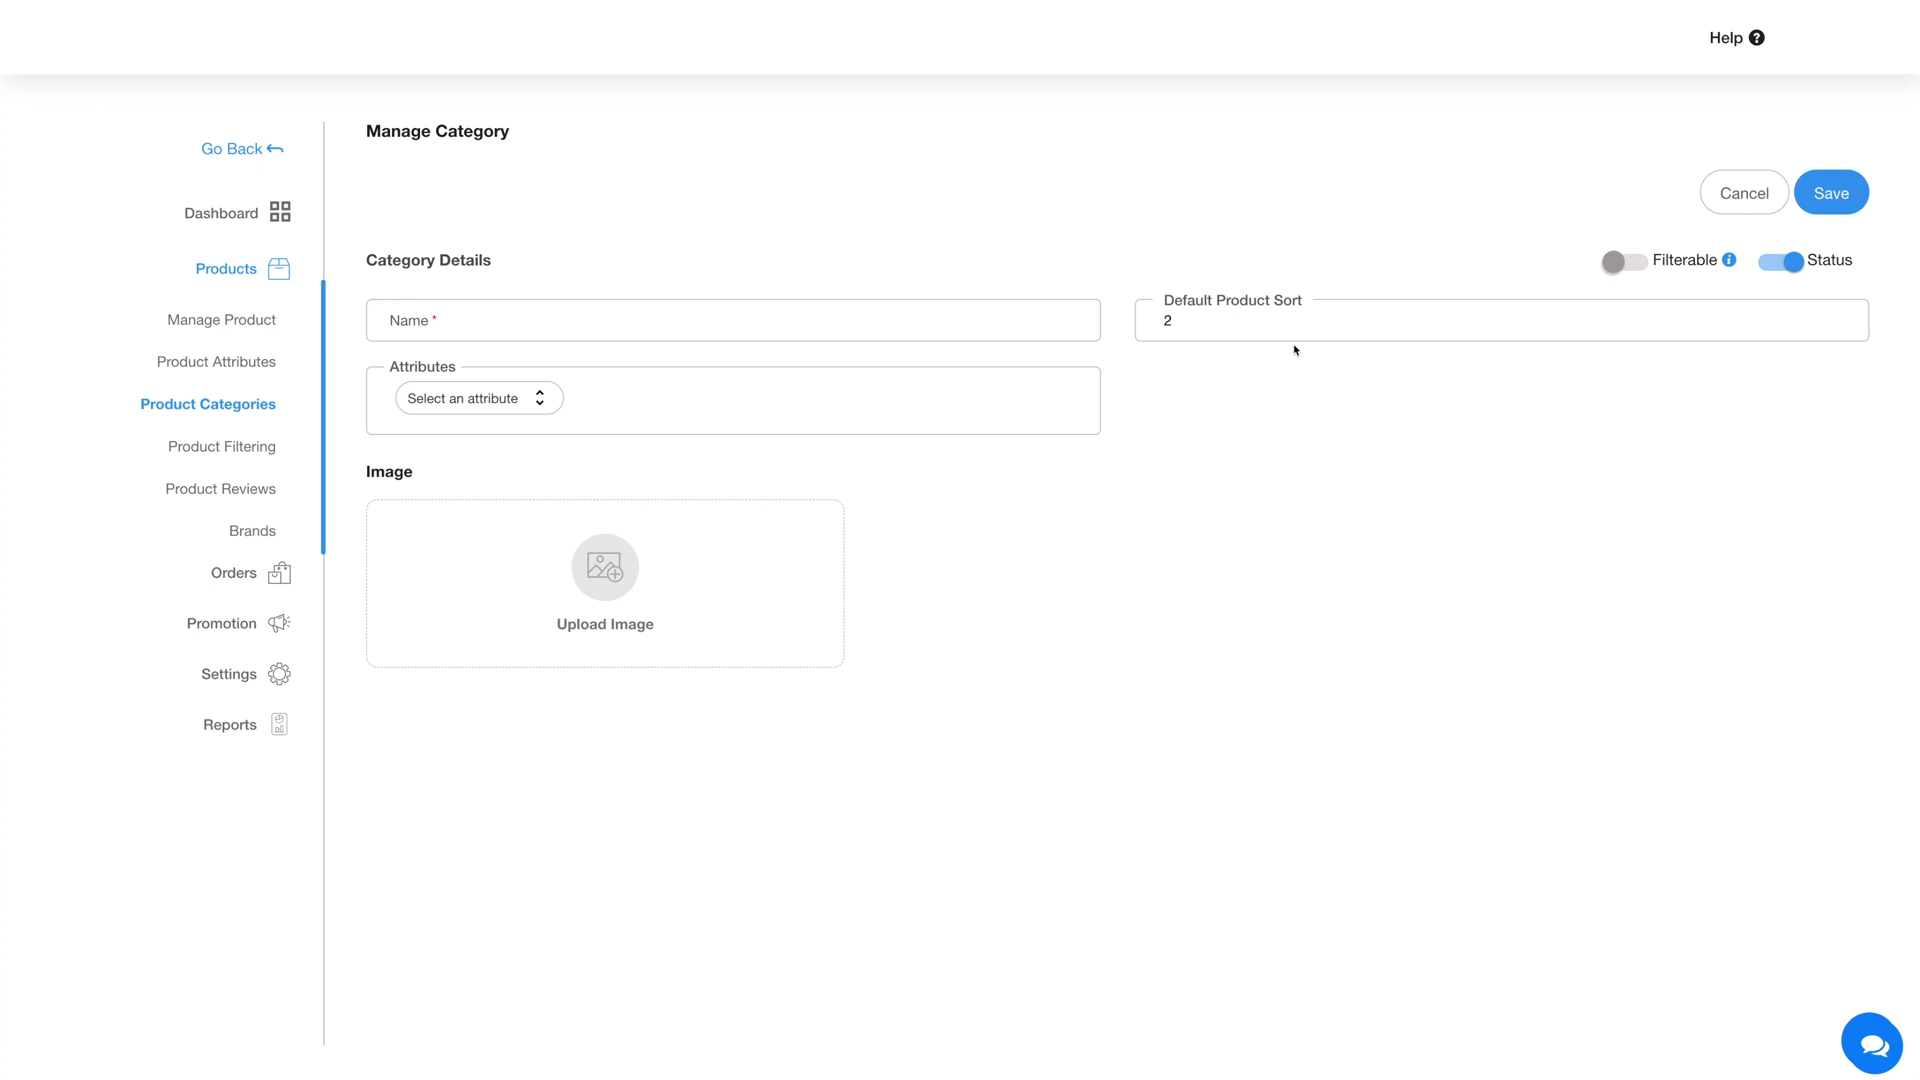 Help
Go Back
Dashboard
Products
Manage Product
Product Attributes
Product Categories
Product Filtering
Product Reviews
Brands
Orders
Promotion
Settings
Reports
Manage Category
Cancel
Save
Category Details
Filterable
Status
Name *
Default Product Sort
2
Attributes
Select an attribute
Image
Upload Image